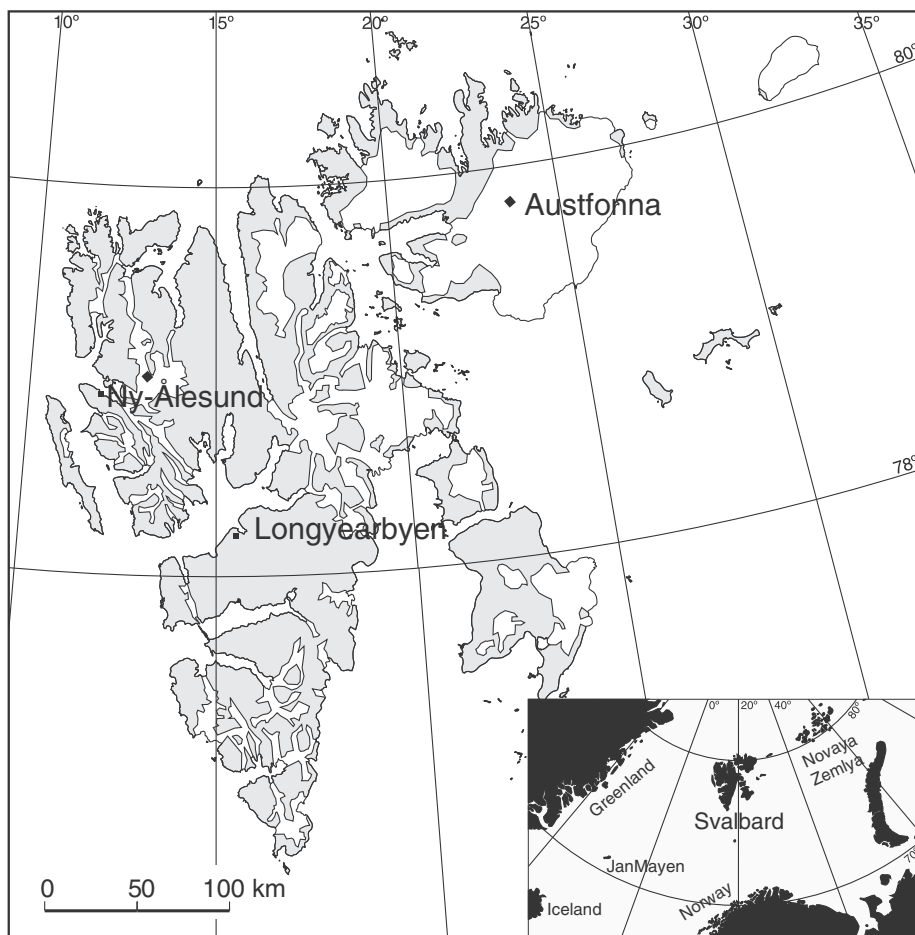 10°
15°
20°
25°
30°
35°
80°
Austfonna
Ny-Ålesund
78°
Longyearbyen
0 50 100 km
0° 20° 40°
80°
Novaya
Zemlya
Greenland
Svalbard
JanMayen
70°
Norway
Iceland